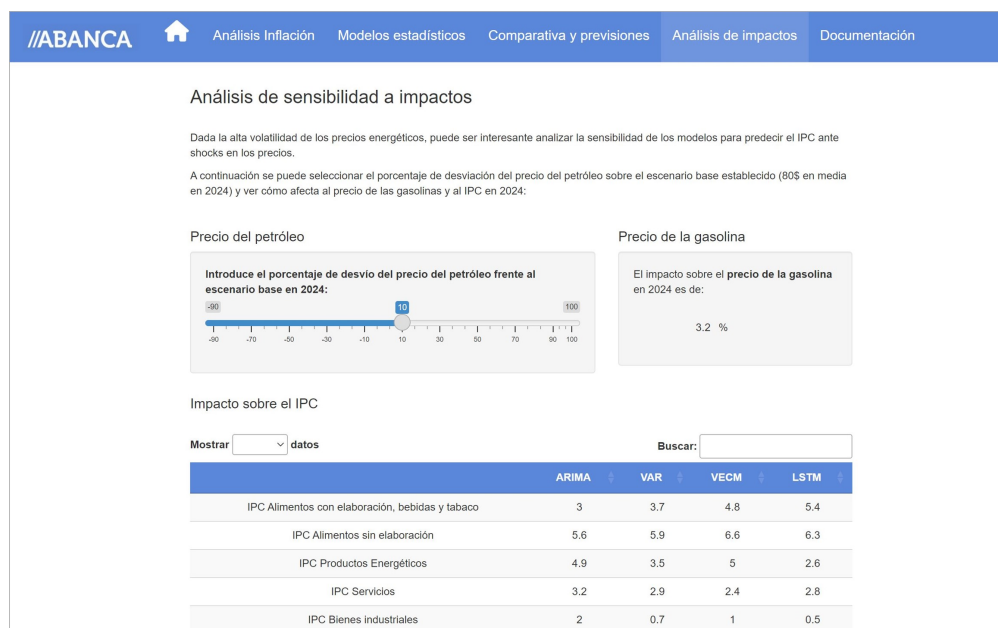 //ABANCA Análisis Inflación Modelos estadísticos Comparativa y previsiones Análisis de impactos Documentación
Análisis de sensibilidad a impactos
Dada la alta volatilidad de los precios energéticos, puede ser interesante analizar la sensibilidad de los modelos para predecir el IPC ante
shocks en los precios.
A continuación se puede seleccionar el porcentaje de desviación del precio del petróleo sobre el escenario base establecido (80$ en media
en 2024) y ver cómo afecta al precio de las gasolinas y al IPC en 2024:
Precio del petróleo
Introduce el porcentaje de desvío del precio del petróleo frente al
escenario base en 2024:
-90 10 100
-90 -70 -50 -30 -10 10 30 50 70 90 100
Precio de la gasolina
El impacto sobre el precio de la gasolina
en 2024 es de:
3.2 %
Impacto sobre el IPC
Mostrar datos Buscar:
ARIMA VAR VECM LSTM
IPC Alimentos con elaboración, bebidas y tabaco 3 3.7 4.8 5.4
IPC Alimentos sin elaboración 5.6 5.9 6.6 6.3
IPC Productos Energéticos 4.9 3.5 5 2.6
IPC Servicios 3.2 2.9 2.4 2.8
IPC Bienes industriales 2 0.7 1 0.5